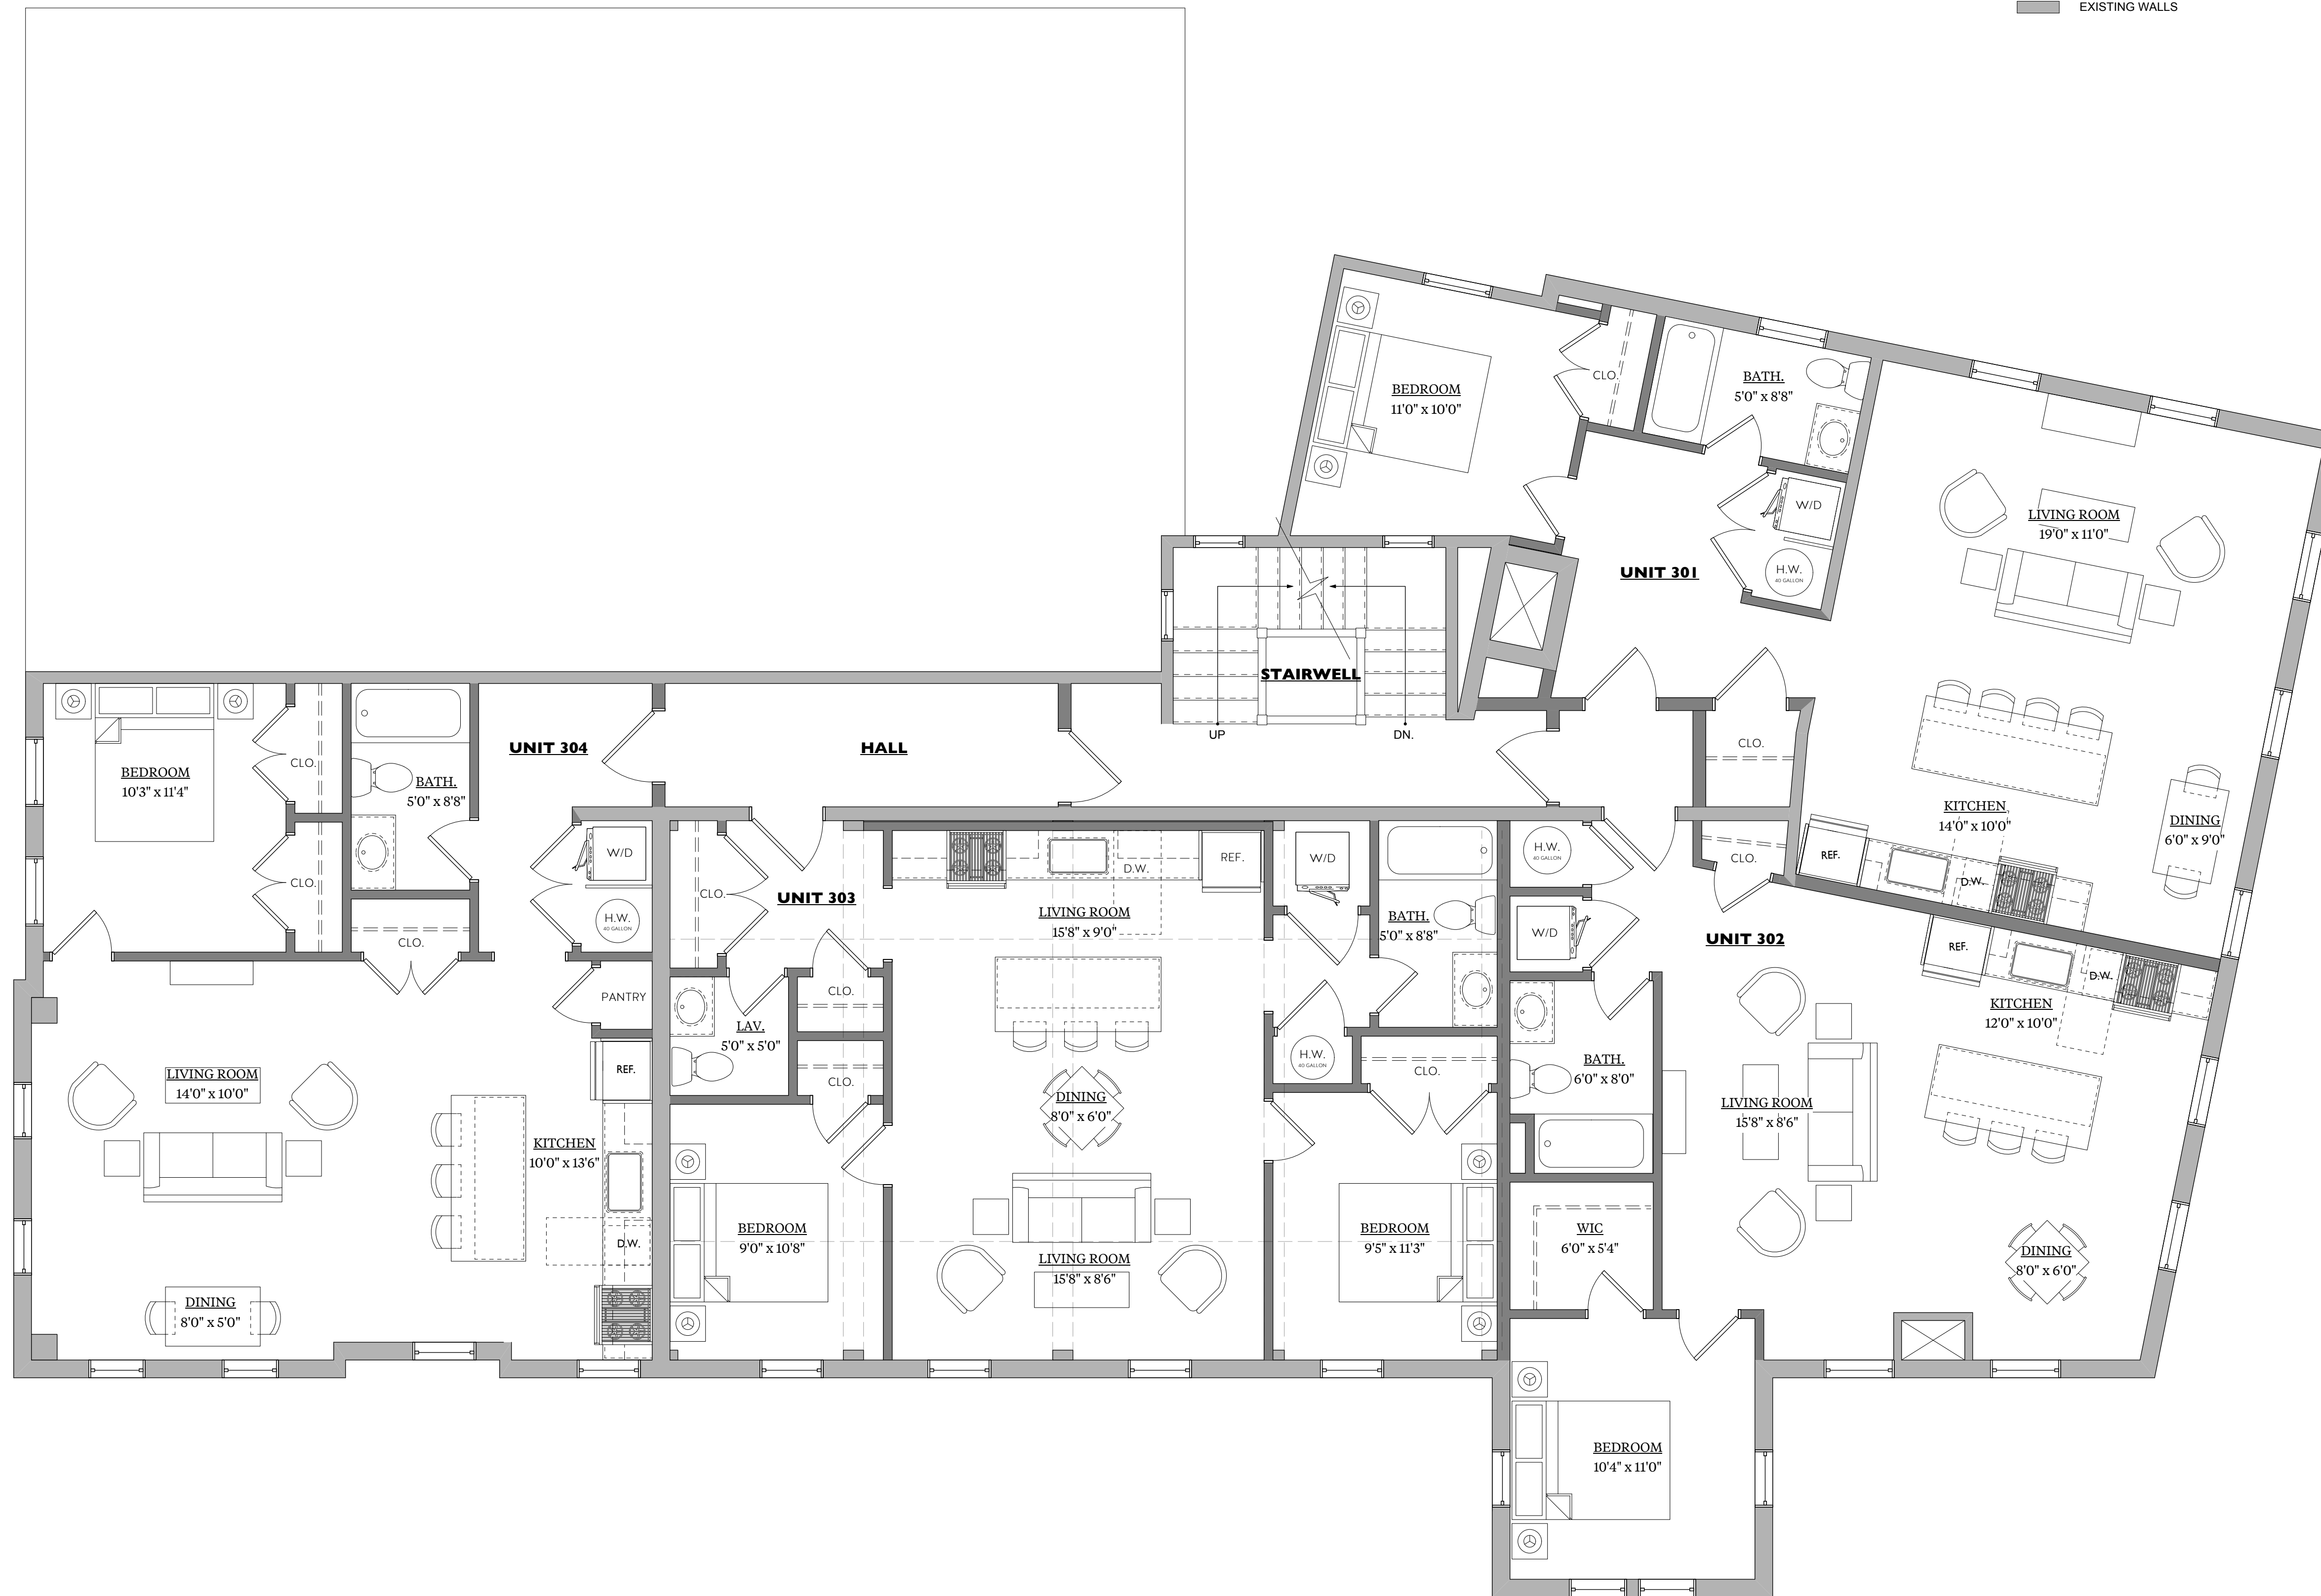 EXISTING WALLS
BEDROOM
11'0" x 10'0"
CLO.
BATH.
5'0" x 8'8"
W/D
H.W.
40 GALLON
UNIT 301
LIVING ROOM
19'0" x 11'0"
CLO.
KITCHEN
14'0" x 10'0"
DINING
6'0" x 9'0"
REF.
D.W.
STAIRWELL
UP
DN.
HALL
UNIT 304
BEDROOM
10'3" x 11'4"
CLO.
CLO.
BATH.
5'0" x 8'8"
CLO.
W/D
H.W.
40 GALLON
PANTRY
REF.
LIVING ROOM
14'0" x 10'0"
KITCHEN
10'0" x 13'6"
D.W.
DINING
8'0" x 5'0"
UNIT 303
CLO.
LAV.
5'0" x 5'0"
CLO.
CLO.
BEDROOM
9'0" x 10'8"
D.W.
REF.
LIVING ROOM
15'8" x 9'0"
DINING
8'0" x 6'0"
LIVING ROOM
15'8" x 8'6"
W/D
BATH.
5'0" x 8'8"
H.W.
40 GALLON
CLO.
BEDROOM
9'5" x 11'3"
UNIT 302
H.W.
40 GALLON
W/D
CLO.
BATH.
6'0" x 8'0"
WIC
6'0" x 5'4"
LIVING ROOM
15'8" x 8'6"
REF.
D.W.
KITCHEN
12'0" x 10'0"
DINING
8'0" x 6'0"
BEDROOM
10'4" x 11'0"